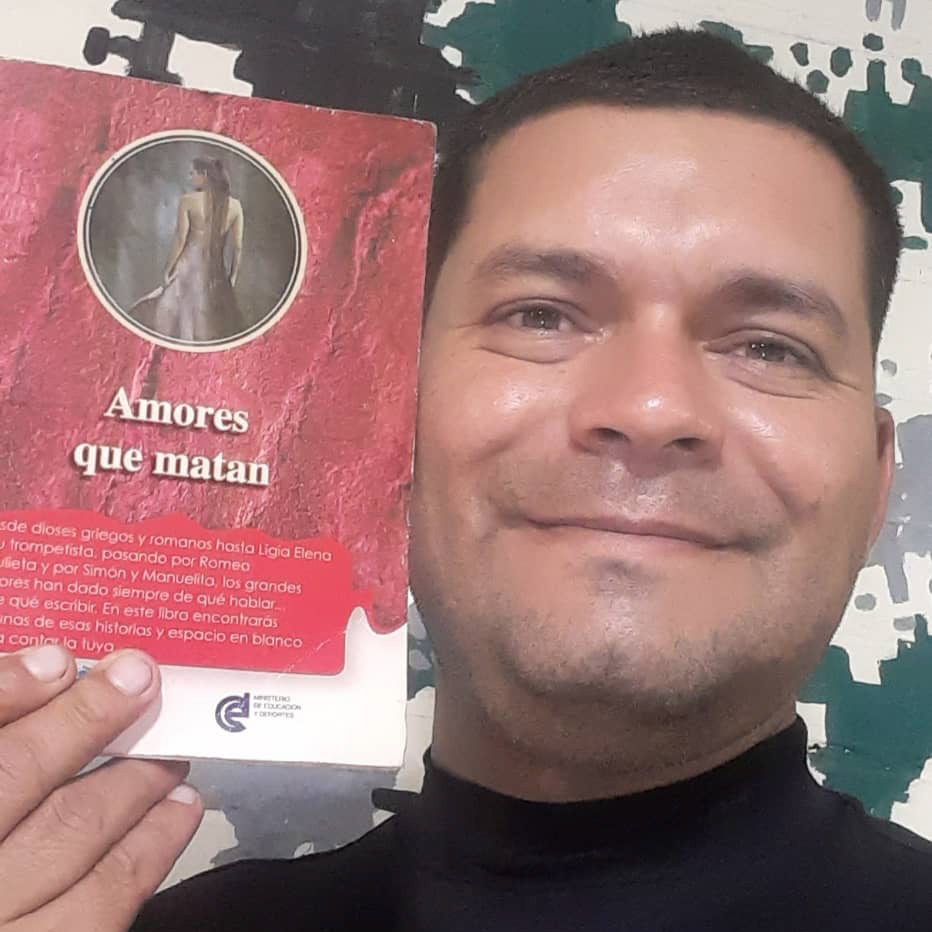 Amores
que matan
sde dioses griegos y romanos hasta Ligia Elena
u trompetista, pasando por Romeo
ulieta y por Simón y Manuelita, los grandes
ores han dado siempre de qué hablar...
e qué escribir. En este libro encontrarás
unas de esas historias y espacio en blanco
a contar la tuya
MINISTERIO
DE EDUCACIÓN
Y DEPORTES